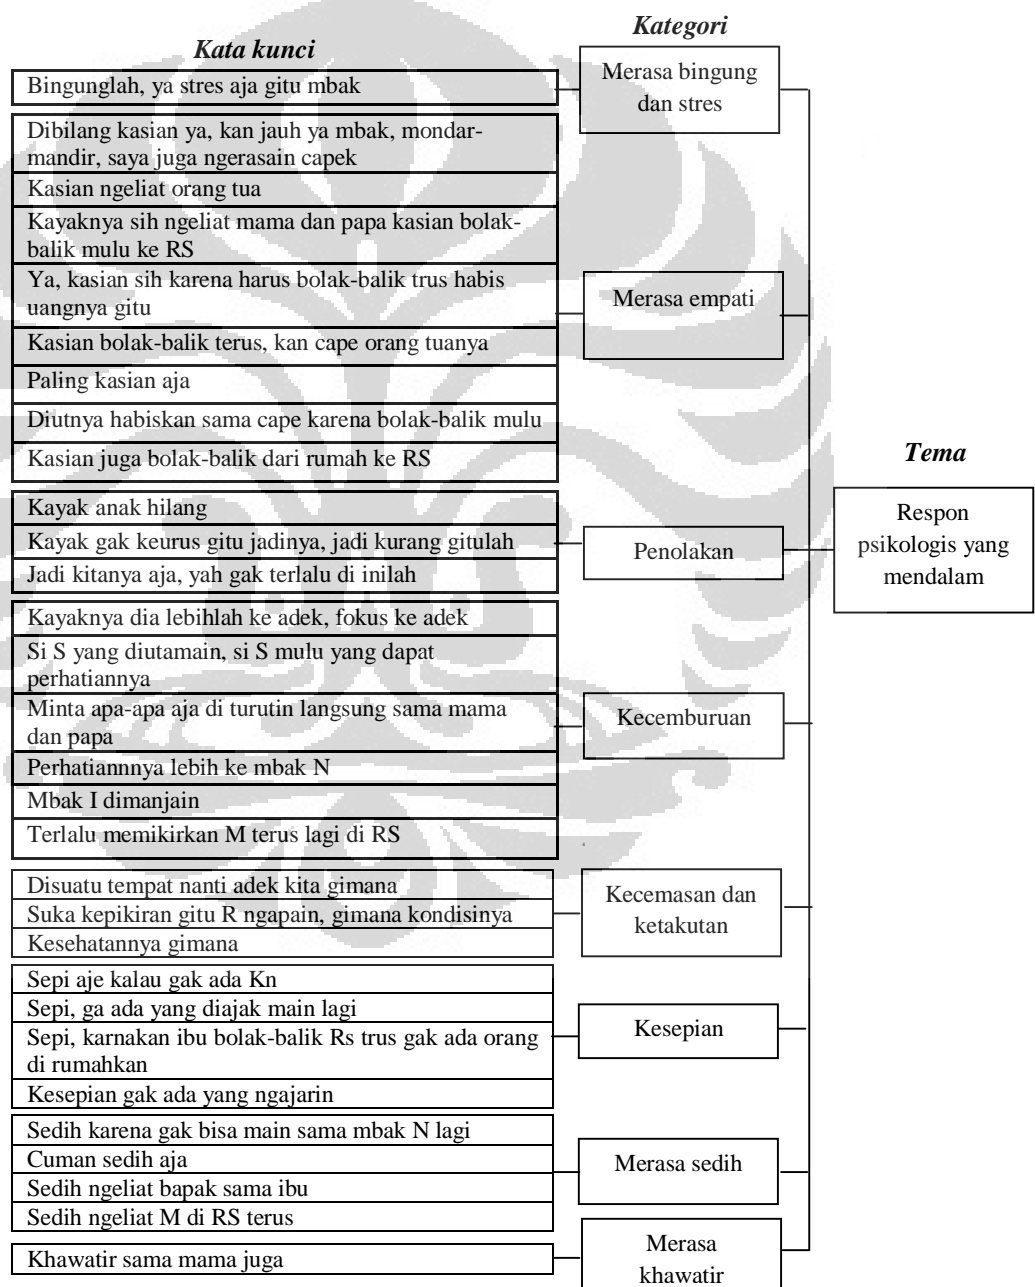 Kata kunci
Kategori
Bingunglah, ya stres aja gitu mbak
Merasa bingung
dan stres
Dibilang kasian ya, kan jauh ya mbak, mondar-
mandir, saya juga ngerasain capek
Kasian ngeliat orang tua
Kayaknya sih ngeliat mama dan papa kasian bolak-
balik mulu ke RS
Ya, kasian sih karena harus bolak-balik trus habis
uangnya gitu
Kasian bolak-balik terus, kan cape orang tuanya
Paling kasian aja
Diutnya habiskan sama cape karena bolak-balik mulu
Kasian juga bolak-balik dari rumah ke RS
Merasa empati
Kayak anak hilang
Kayak gak keurus gitu jadinya, jadi kurang gitulah
Jadi kitanya aja, yah gak terlalu di inilah
Penolakan
Kayaknya dia lebihlah ke adek, fokus ke adek
Si S yang diutamain, si S mulu yang dapat
perhatiannya
Minta apa-apa aja di turutin langsung sama mama
dan papa
Perhatiannnya lebih ke mbak N
Mbak I dimanjain
Terlalu memikirkan M terus lagi di RS
Kecemburuan
Disuatu tempat nanti adek kita gimana
Suka kepikiran gitu R ngapain, gimana kondisinya
Kesehatannya gimana
Kecemasan dan
ketakutan
Sepi aje kalau gak ada Kn
Sepi, ga ada yang diajak main lagi
Sepi, karnakan ibu bolak-balik Rs trus gak ada orang
di rumahkan
Kesepian gak ada yang ngajarin
Kesepian
Sedih karena gak bisa main sama mbak N lagi
Cuman sedih aja
Sedih ngeliat bapak sama ibu
Sedih ngeliat M di RS terus
Merasa sedih
Khawatir sama mama juga
Merasa
khawatir
Tema
Respon
psikologis yang
mendalam